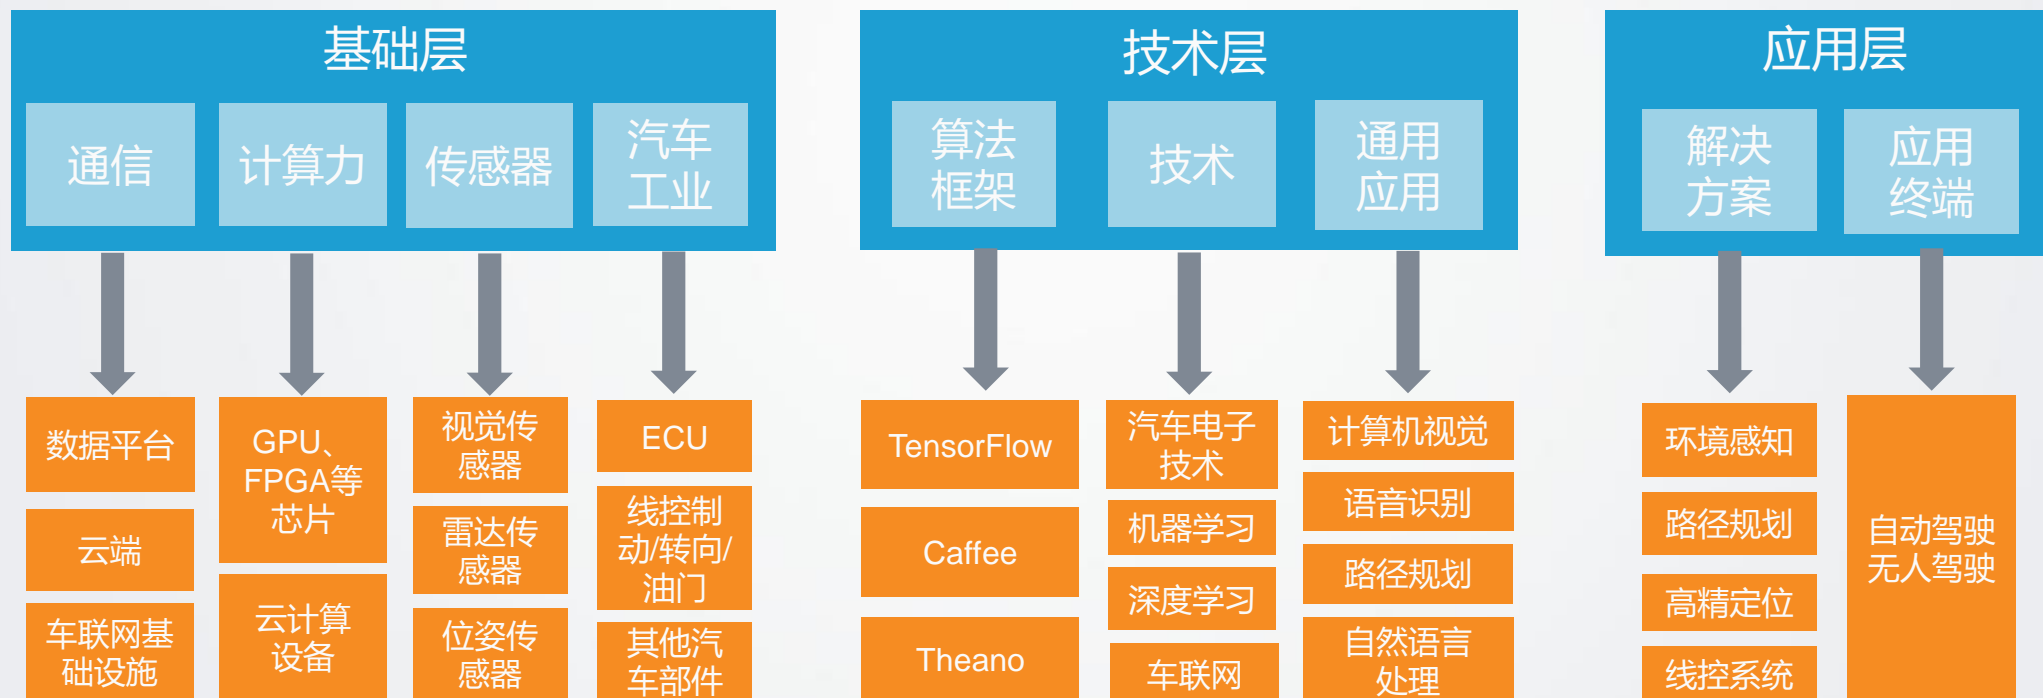 基础层
通信
计算力
传感器
汽车
工业
数据平台
云端
车联网基
础设施
GPU、
FPGA等
芯片
云计算
设备
视觉传
感器
雷达传
感器
位姿传
感器
ECU
线控制
动/转向/
油门
其他汽
车部件
技术层
算法
框架
技术
通用
应用
TensorFlow
Caffee
Theano
汽车电子
技术
机器学习
深度学习
车联网
计算机视觉
语音识别
路径规划
自然语言
处理
应用层
解决
方案
应用
终端
环境感知
路径规划
高精定位
线控系统
自动驾驶
无人驾驶